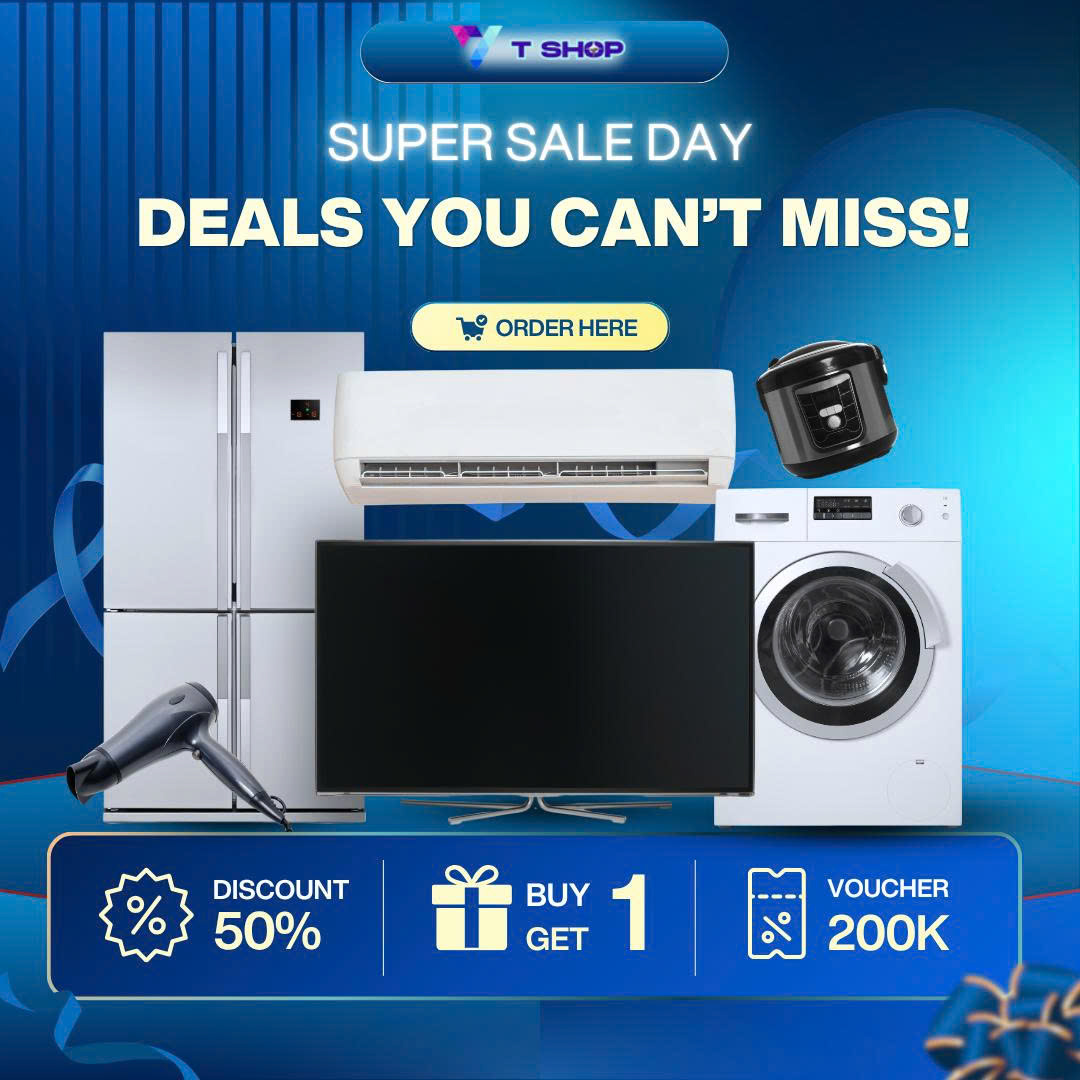 T SHOP
SUPER SALE DAY
DEALS YOU CAN’T MISS!
ORDER HERE
DISCOUNT
50%
BUY 1
GET
VOUCHER
200K